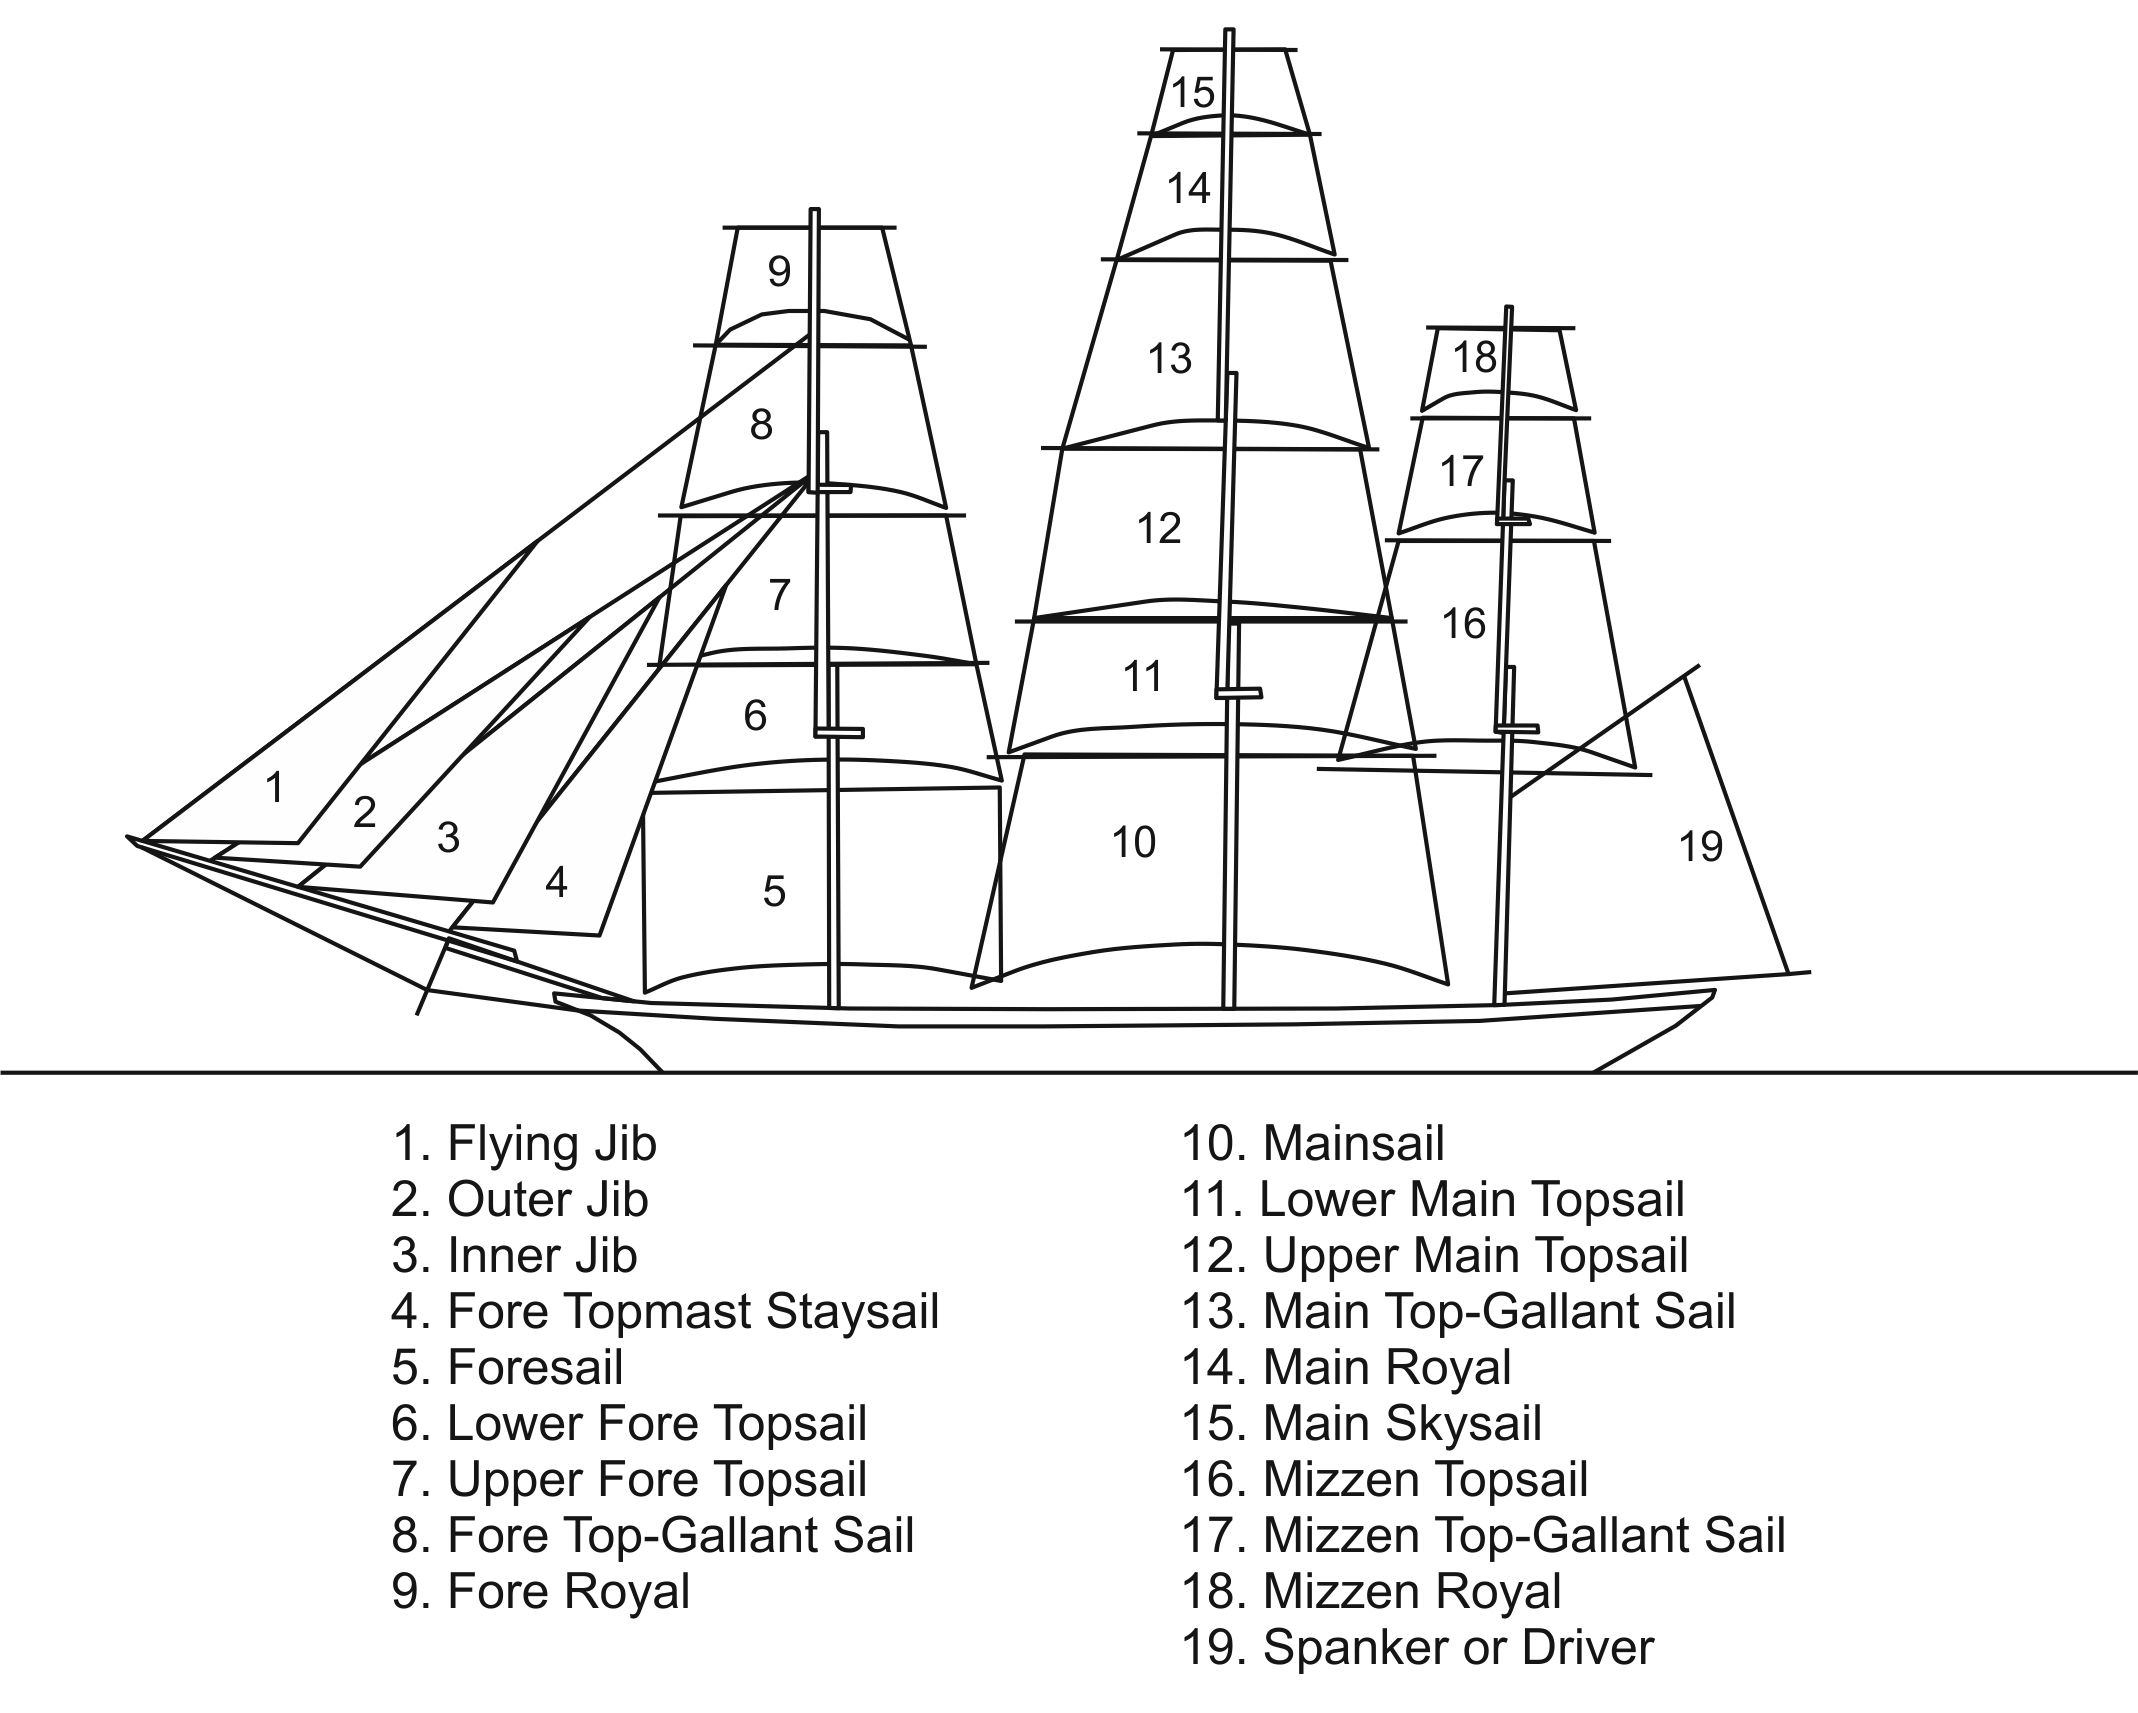 15
14
9
13
18
8
17
12
7
16
11
6
1
2
3
10
19
4
5
1. Flying Jib
2. Outer Jib
3. Inner Jib
4. Fore Topmast Staysail
5. Foresail
6. Lower Fore Topsail
7. Upper Fore Topsail
8. Fore Top-Gallant Sail
9. Fore Royal
10. Mainsail
11. Lower Main Topsail
12. Upper Main Topsail
13. Main Top-Gallant Sail
14. Main Royal
15. Main Skysail
16. Mizzen Topsail
17. Mizzen Top-Gallant Sail
18. Mizzen Royal
19. Spanker or Driver